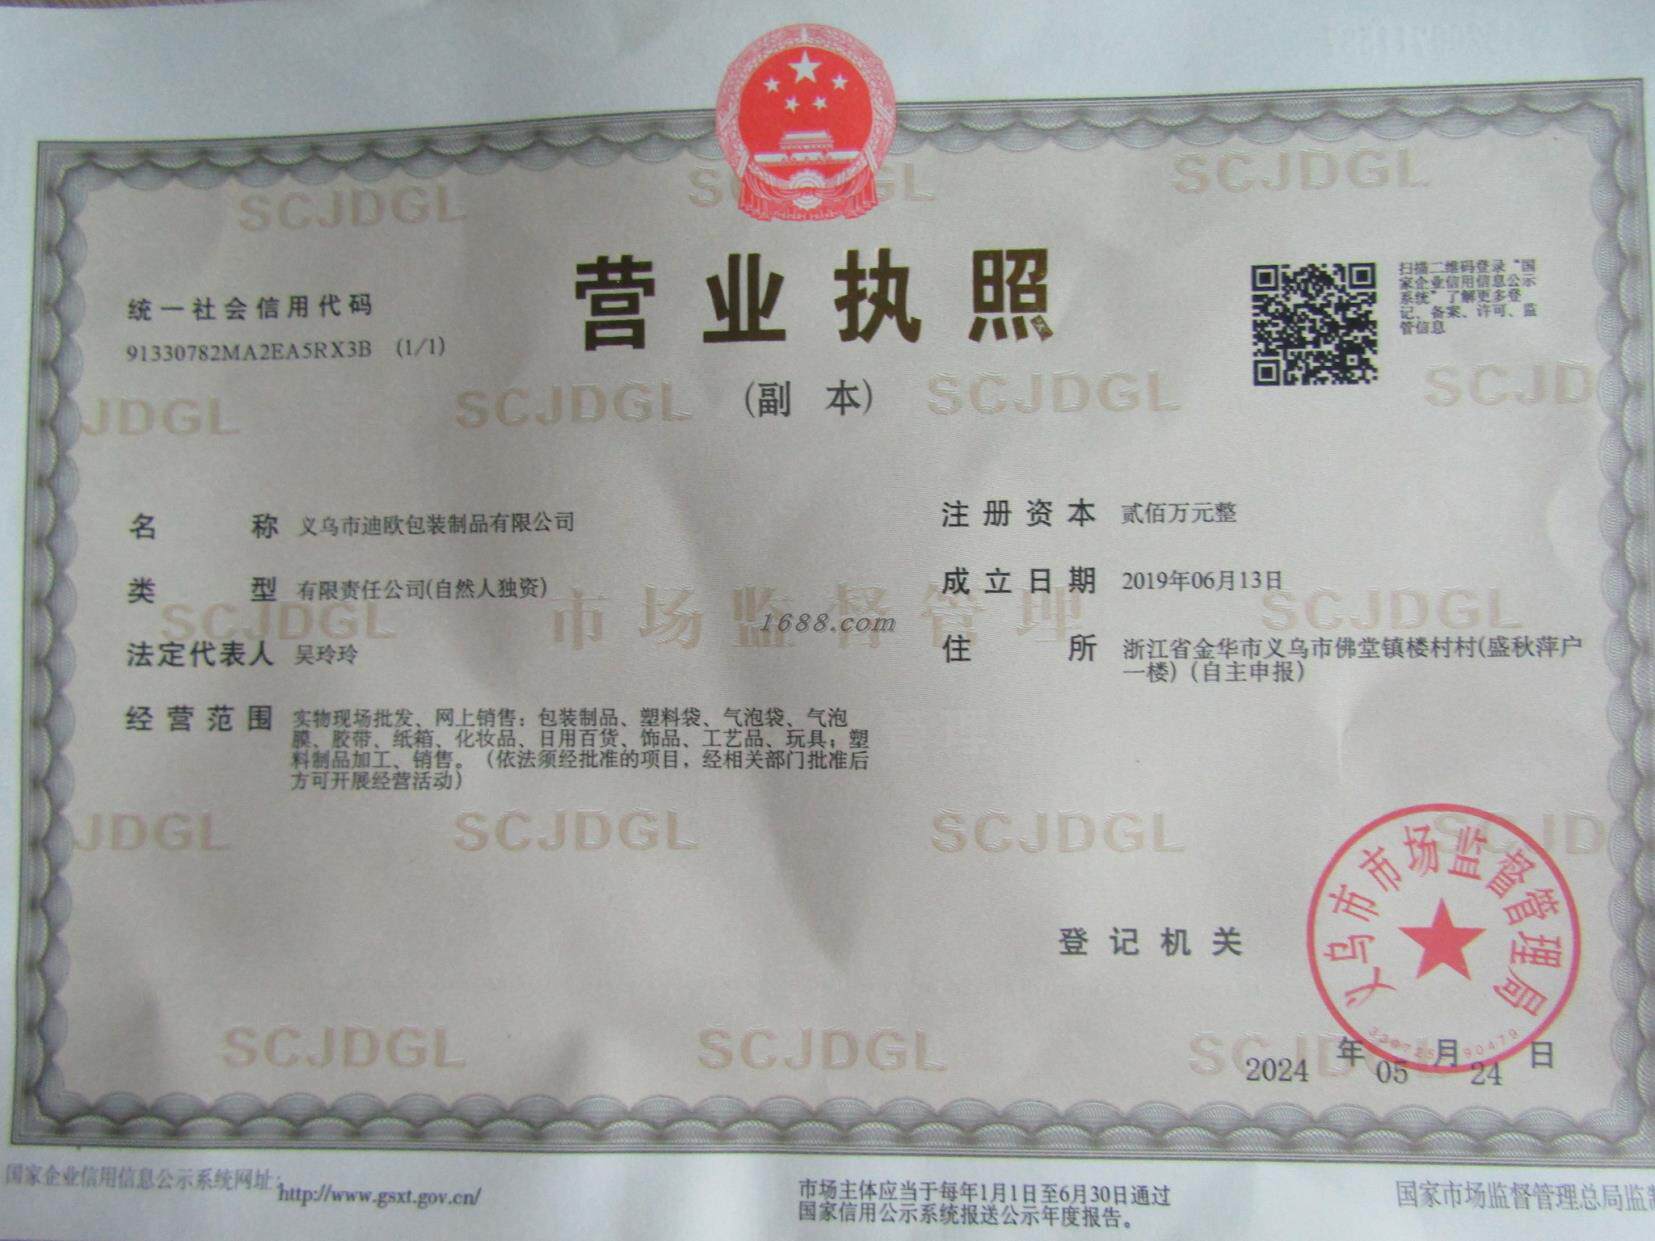 营业执照
(副 本)
统一社会信用代码
91330782MA2EA5RX3B (1/1)
扫描二维码登录“国
家企业信用信息公示
系统”了解更多登
记、备案、许可、监
管信息
名 称 义乌市迪欧包装制品有限公司
类 型 有限责任公司(自然人独资)
法定代表人 吴玲玲
经营范围 实物现场批发、网上销售:包装制品、塑料袋、气泡袋、气泡
膜、胶带、纸箱、化妆品、日用百货、饰品、工艺品、玩具;塑
料制品加工、销售。(依法须经批准的项目,经相关部门批准后
方可开展经营活动)
注册资本 贰佰万元整
成立日期 2019年06月13日
住 所 浙江省金华市义乌市佛堂镇楼村村(盛秋萍户
一楼)(自主申报)
SCJDGL
市场监督管理
1688.com
登记机关
义乌市市场监督管理局
2024 年 05 月 24 日
国家企业信用信息公示系统网址: http://www.gsxt.gov.cn/
市场主体应当于每年1月1日至6月30日通过
国家信用公示系统报送公示年度报告。
国家市场监督管理总局监制